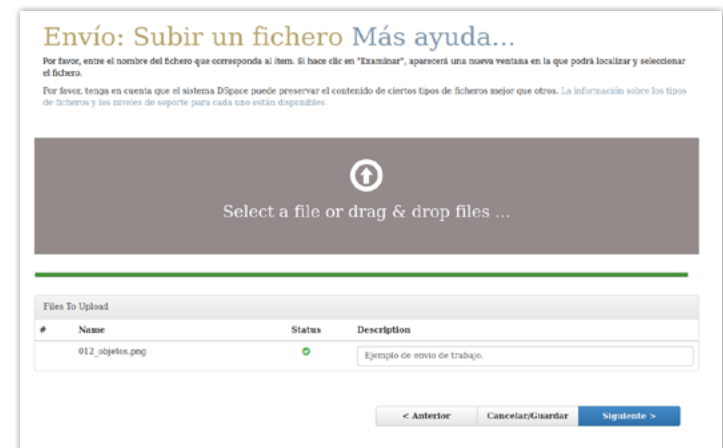 Envío: Subir un fichero Más ayuda...
Por favor, entre el nombre del fichero que corresponda al ítem. Si hace clic en "Examinar", aparecerá una nueva ventana en la que podrá localizar y seleccionar
el fichero.
Por favor, tenga en cuenta que el sistema DSpace puede preservar el contenido de ciertos tipos de ficheros mejor que otros. La información sobre los tipos
de ficheros y los niveles de soporte para cada uno están disponibles
Select a file or drag & drop files ...
Files To Upload
# Name Status Description
012_objetos.png Ejemplo de envio de trabajo.
< Anterior Cancelar/Guardar Siguiente >